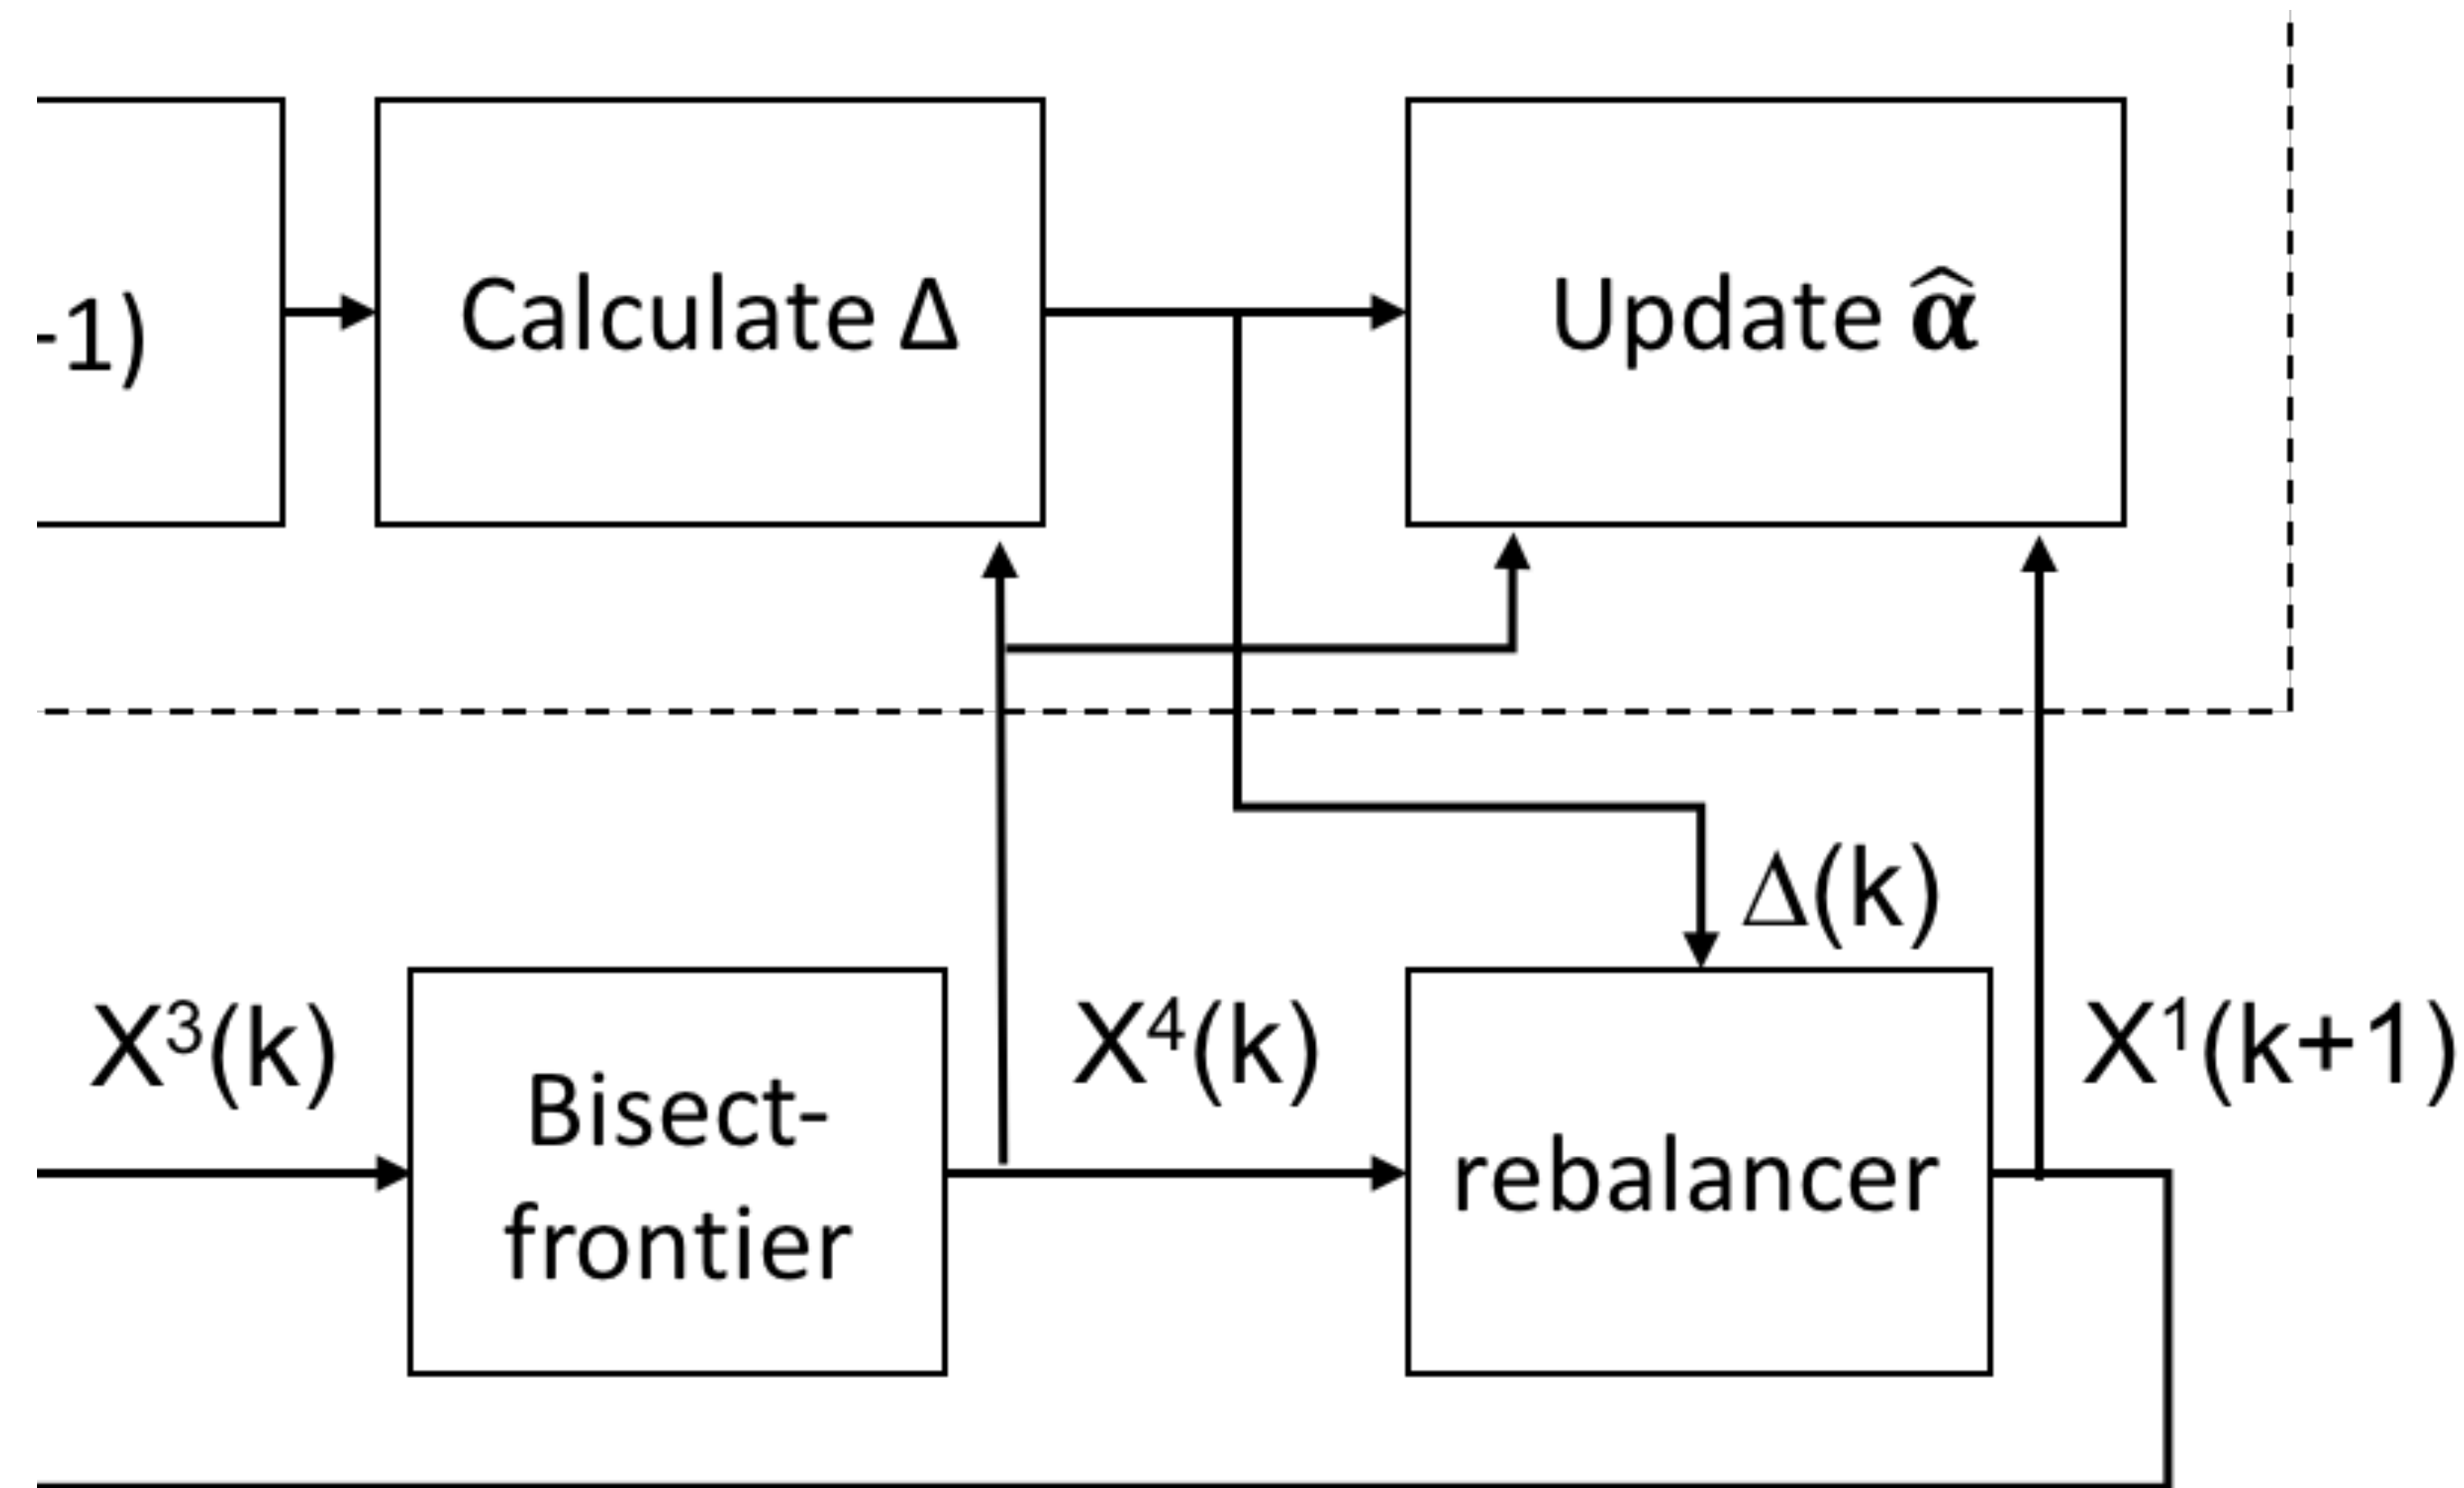 -1)
Calculate Δ
Update α̂
Δ(k)
X³(k)
Bisect-
frontier
X⁴(k)
rebalancer
X¹(k+1)